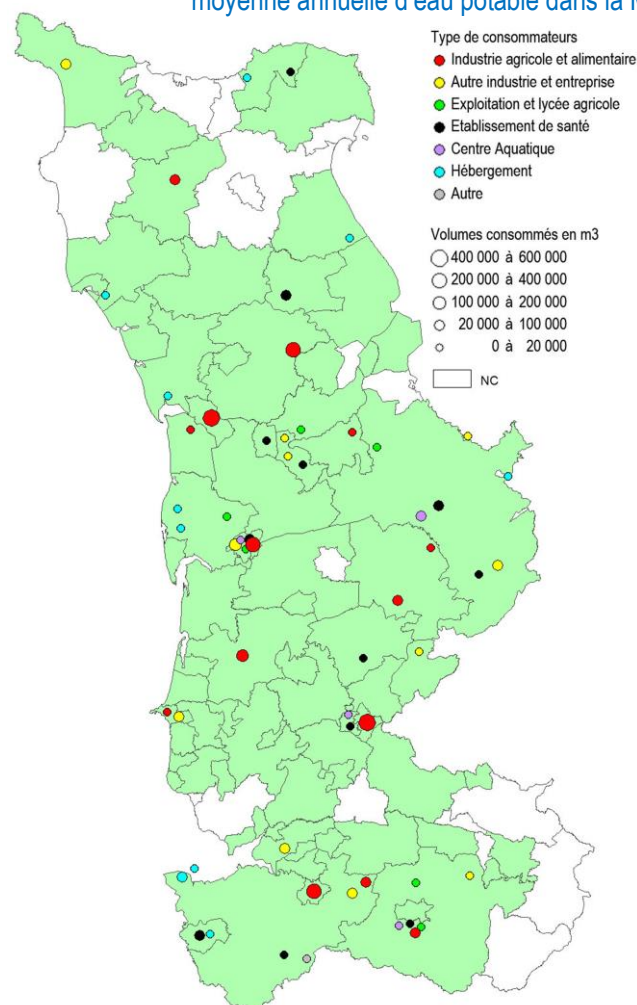 moyenne annuelle d'eau potable dans la
Type de consommateurs
Industrie agricole et alimentaire
Autre industrie et entreprise
Exploitation et lycée agricole
Etablissement de santé
Centre Aquatique
Hébergement
Autre
Volumes consommés en m3
400 000 à 600 000
200 000 à 400 000
100 000 à 200 000
20 000 à 100 000
0 à 20 000
NC